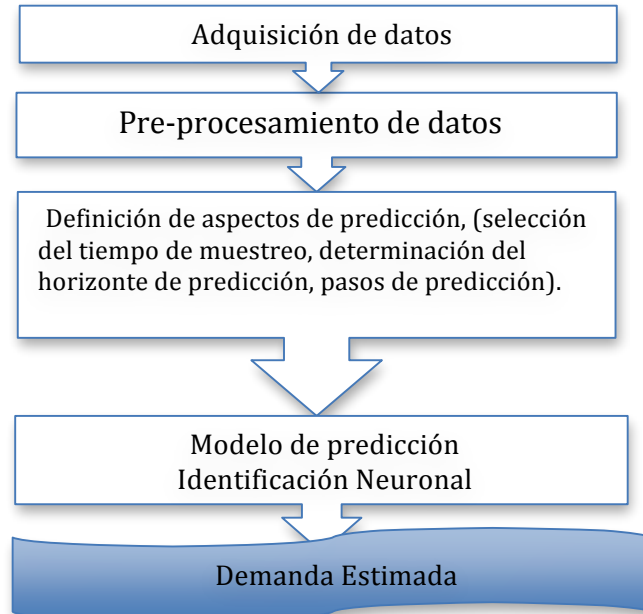 Adquisición de datos
Pre-procesamiento de datos
Definición de aspectos de predicción, (selección
del tiempo de muestreo, determinación del
horizonte de predicción, pasos de predicción).
Modelo de predicción
Identificación Neuronal
Demanda Estimada